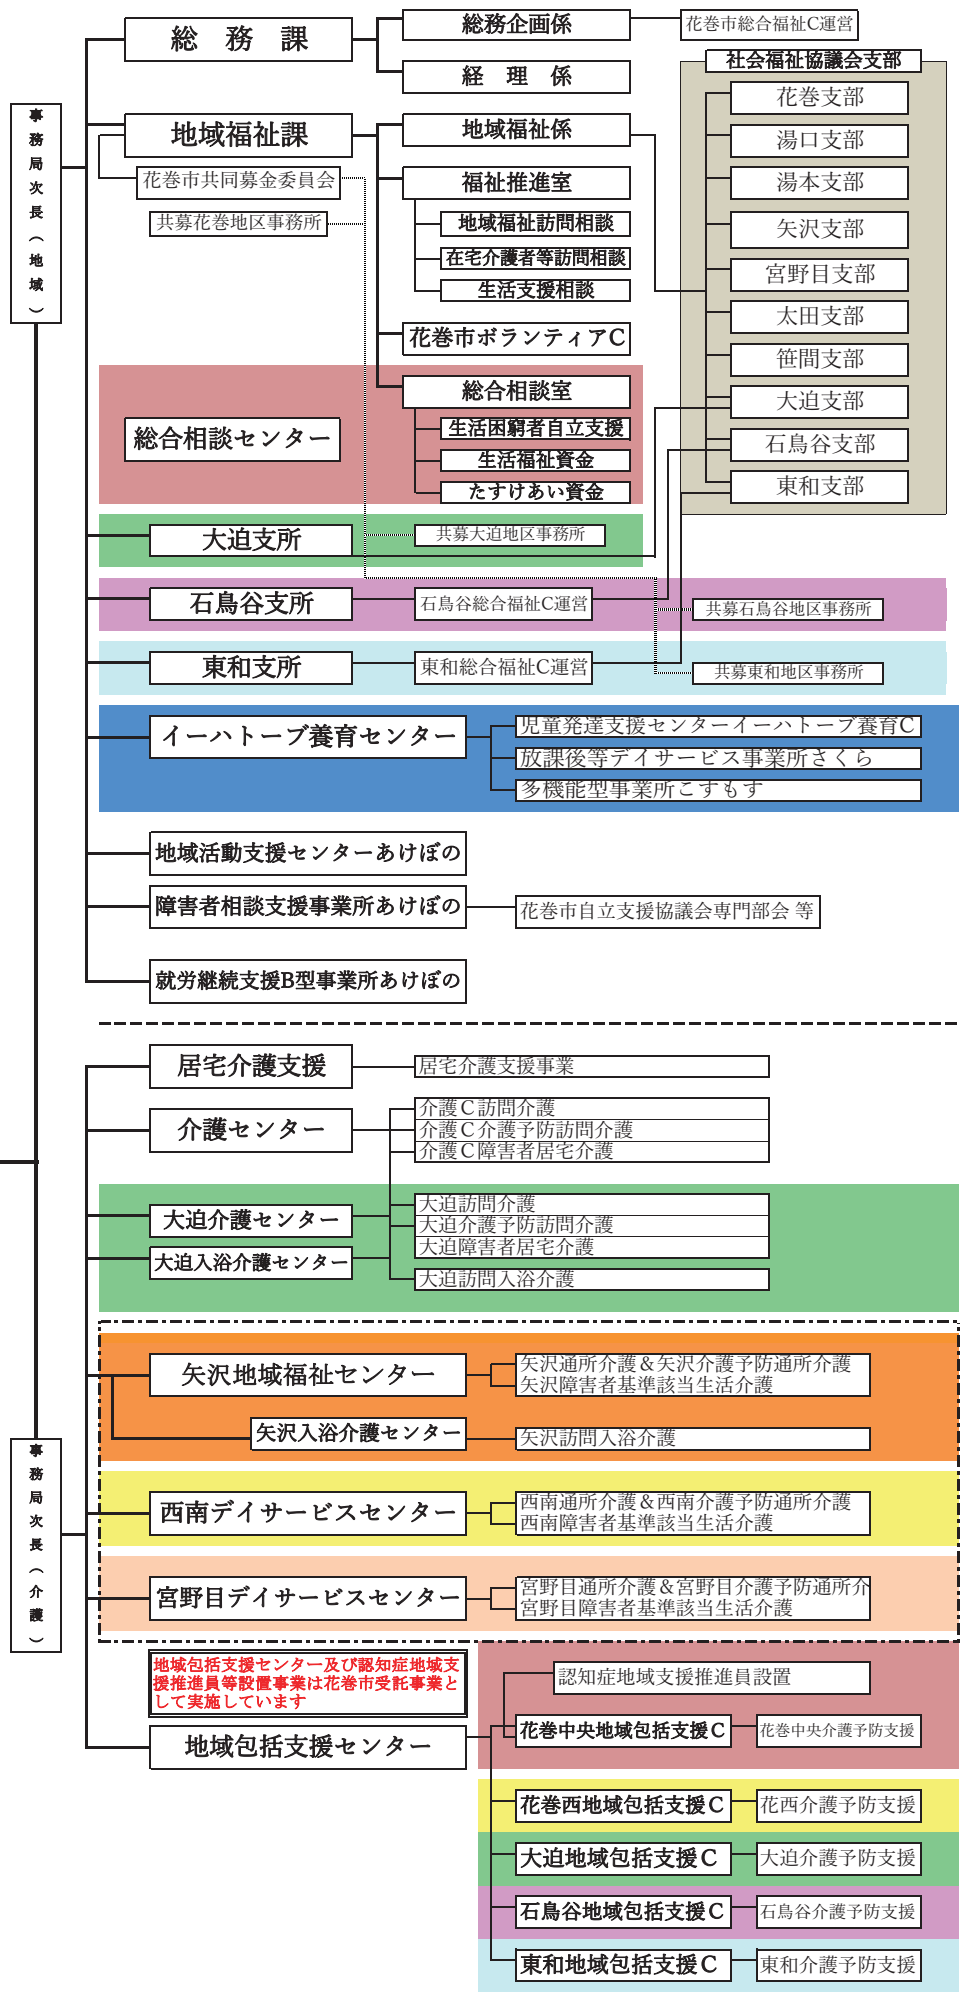 総　務　課
総務企画係
花巻市総合福祉C運営
経　理　係
社会福祉協議会支部
花巻支部
湯口支部
湯本支部
矢沢支部
宮野目支部
太田支部
笹間支部
大迫支部
石鳥谷支部
東和支部
事務局次長（地域）
地域福祉課
花巻市共同募金委員会
共募花巻地区事務所
地域福祉係
福祉推進室
地域福祉訪問相談
在宅介護者等訪問相談
生活支援相談
花巻市ボランティアC
総合相談センター
総合相談室
生活困窮者自立支援
生活福祉資金
たすけあい資金
大迫支所
共募大迫地区事務所
石鳥谷支所
石鳥谷総合福祉C運営
共募石鳥谷地区事務所
東和支所
東和総合福祉C運営
共募東和地区事務所
イーハトーブ養育センター
児童発達支援センターイーハトーブ養育C
放課後等デイサービス事業所さくら
多機能型事業所こすもす
地域活動支援センターあけぼの
障害者相談支援事業所あけぼの
花巻市自立支援協議会専門部会 等
就労継続支援B型事業所あけぼの
居宅介護支援
居宅介護支援事業
介護センター
介護Ｃ訪問介護
介護Ｃ介護予防訪問介護
介護Ｃ障害者居宅介護
大迫介護センター
大迫訪問介護
大迫介護予防訪問介護
大迫障害者居宅介護
大迫入浴介護センター
大迫訪問入浴介護
矢沢地域福祉センター
矢沢通所介護＆矢沢介護予防通所介護
矢沢障害者基準該当生活介護
矢沢入浴介護センター
矢沢訪問入浴介護
事務局次長（介護）
西南デイサービスセンター
西南通所介護＆西南介護予防通所介護
西南障害者基準該当生活介護
宮野目デイサービスセンター
宮野目通所介護＆宮野目介護予防通所介
宮野目障害者基準該当生活介護
地域包括支援センター及び認知症地域支
援推進員等設置事業は花巻市受託事業と
して実施しています
地域包括支援センター
認知症地域支援推進員設置
花巻中央地域包括支援Ｃ
花巻中央介護予防支援
花巻西地域包括支援Ｃ
花西介護予防支援
大迫地域包括支援Ｃ
大迫介護予防支援
石鳥谷地域包括支援Ｃ
石鳥谷介護予防支援
東和地域包括支援Ｃ
東和介護予防支援